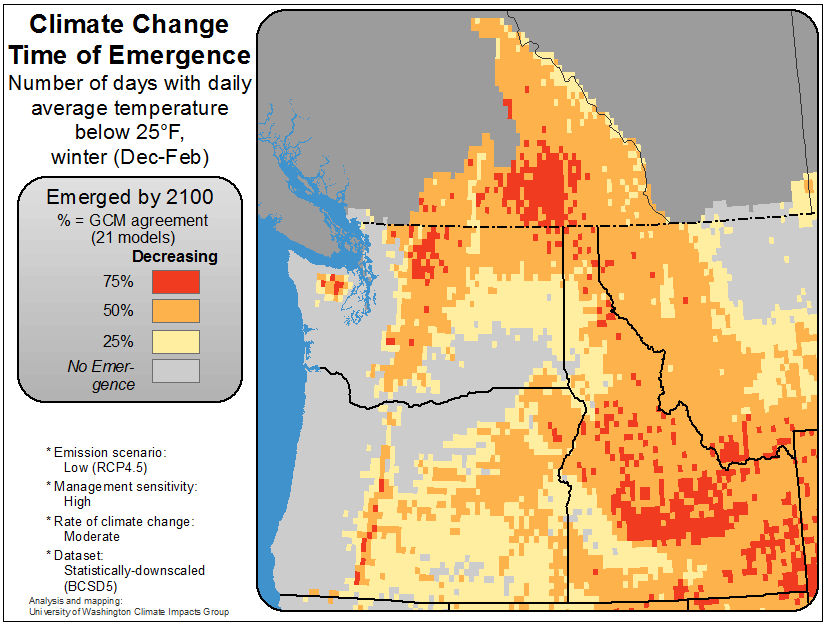 Climate Change
Time of Emergence
Number of days with daily
average temperature
below 25°F,
winter (Dec-Feb)
Emerged by 2100
% = GCM agreement
(21 models)
Decreasing
75%
50%
25%
No Emer-
gence
* Emission scenario:
Low (RCP4.5)
* Management sensitivity:
High
* Rate of climate change:
Moderate
* Dataset:
Statistically-downscaled
(BCSD5)
Analysis and mapping:
University of Washington Climate Impacts Group